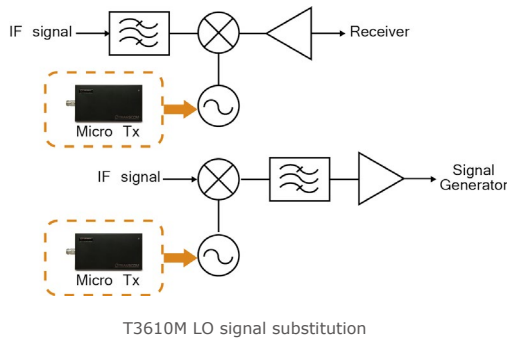 IF signal
Receiver
Micro Tx
IF signal
Signal
Generator
Micro Tx
T3610M LO signal substitution